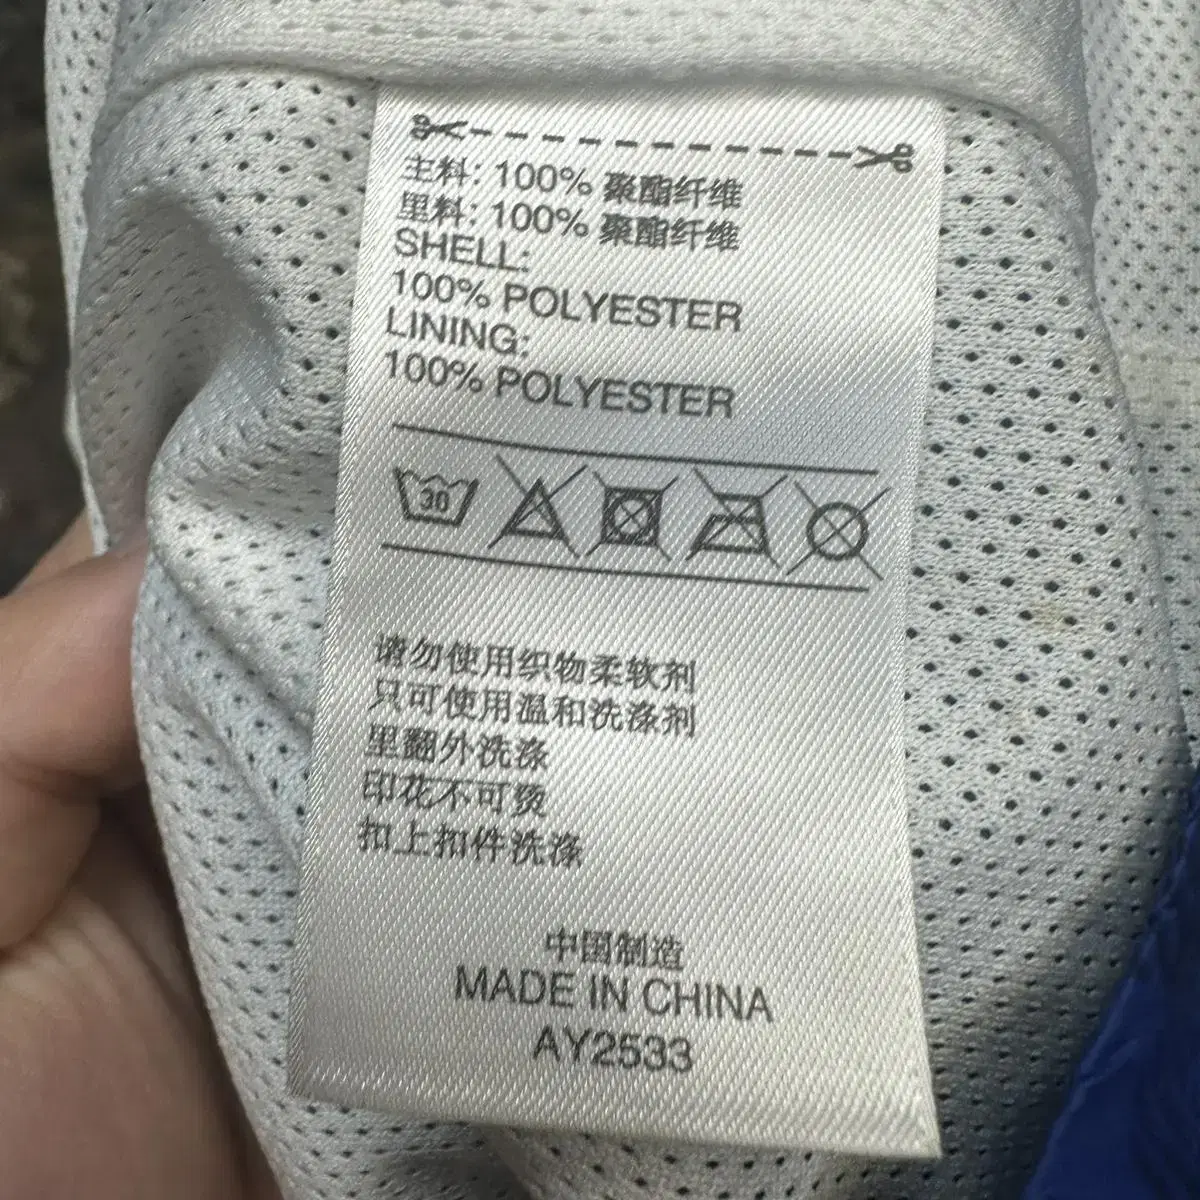 主料: 100% 聚酯纤维
里料: 100% 聚酯纤维
SHELL:
100% POLYESTER
LINING:
100% POLYESTER
30
请勿使用织物柔软剂
只可使用温和洗涤剂
里翻外洗涤
印花不可烫
扣上扣件洗涤
中国制造
MADE IN CHINA
AY2533